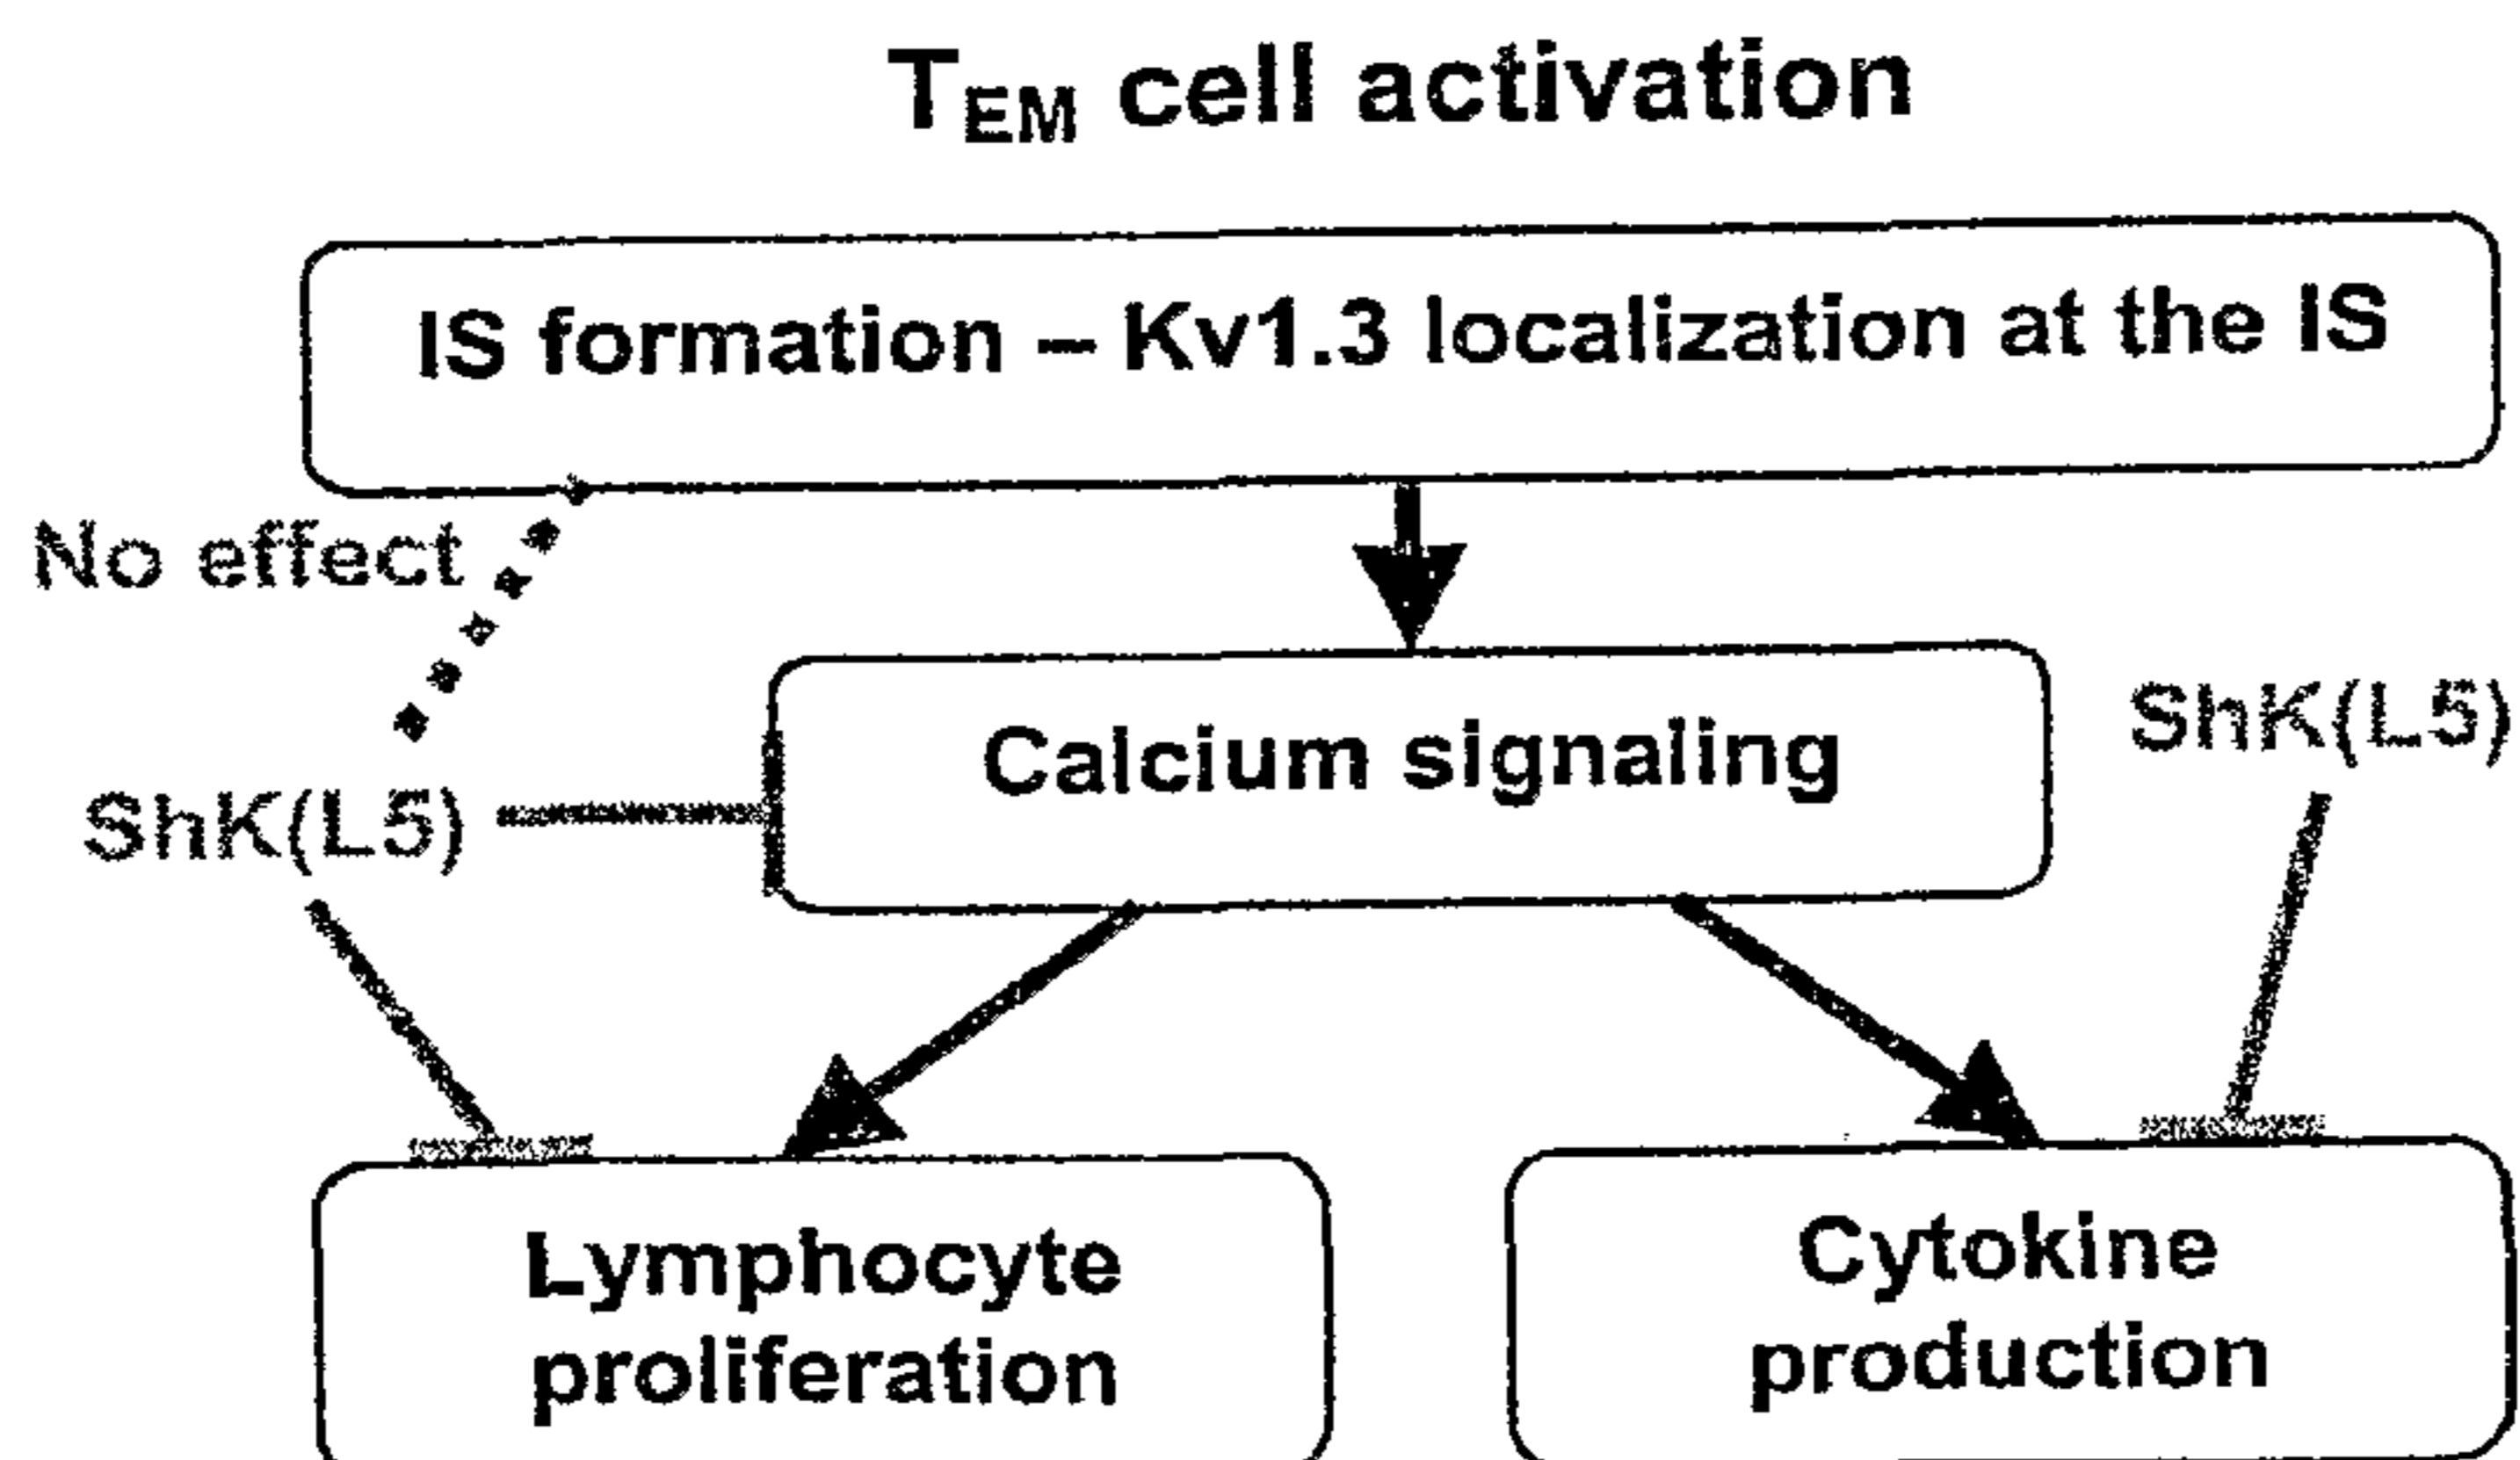 TEM cell activation
IS formation – Kv1.3 localization at the IS
No effect
Calcium signaling
ShK(L5)
ShK(L5)
Lymphocyte
proliferation
Cytokine
production